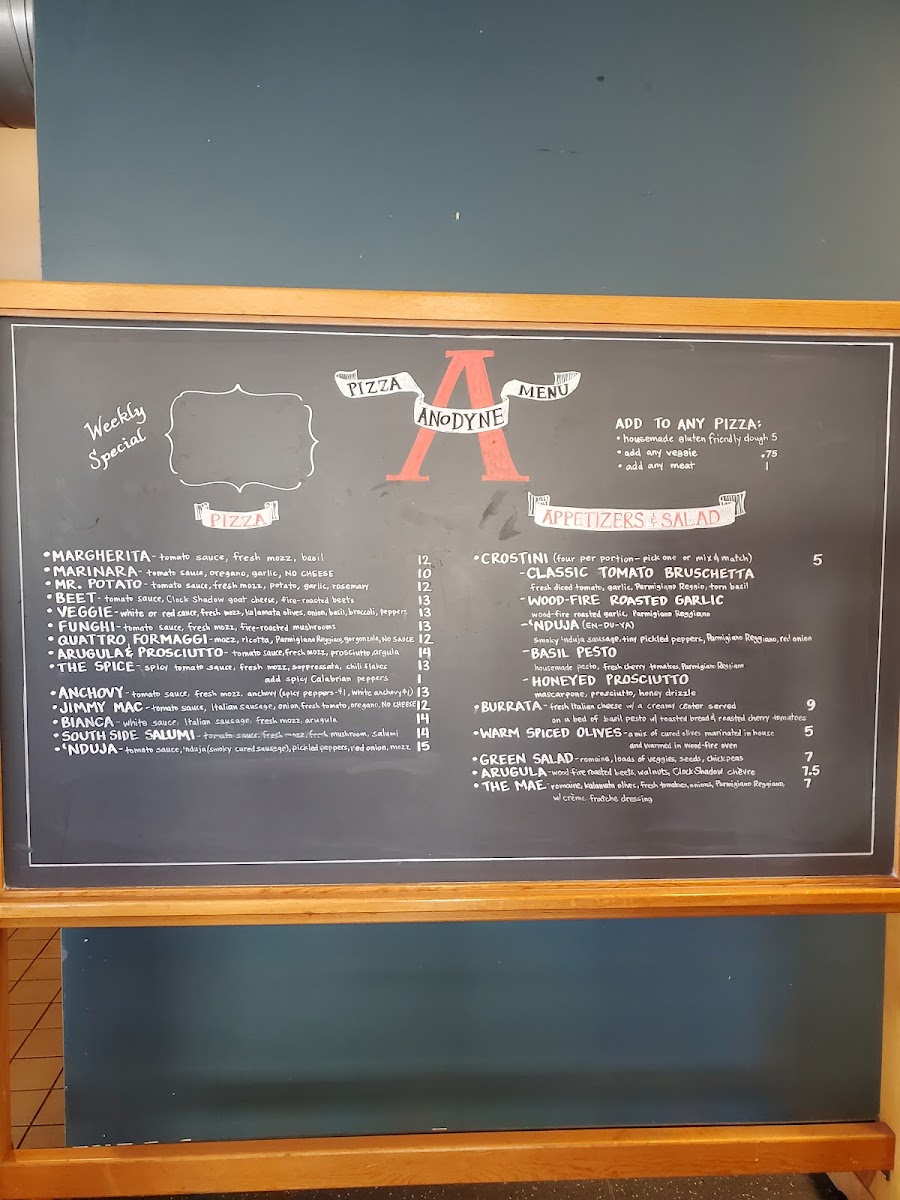 Weekly
Special
PIZZA
ANODYNE
MENU
ADD TO ANY PIZZA:
• housemade gluten friendly dough 5
• add any veggie .75
• add any meat 1
PIZZA
• MARGHERITA - tomato sauce, fresh mozz, basil 12
• MARINARA - tomato sauce, oregano, garlic, NO CHEESE 10
• MR. POTATO - tomato sauce, fresh mozz, potato, garlic, rosemary 12
• BEET - tomato sauce, Clock Shadow goat cheese, fire-roasted beets 13
• VEGGIE - white or red sauce, fresh mozz, kalamata olives, onion, basil, broccoli, peppers 13
• FUNGHI - tomato sauce, fresh mozz, fire-roasted mushrooms 13
• QUATTRO FORMAGGI - mozz, ricotta, Parmigiano Reggiano, gorgonzola, NO SAUCE 12
• ARUGULA & PROSCIUTTO - tomato sauce, fresh mozz, prosciutto, argula 14
• THE SPICE - spicy tomato sauce, fresh mozz, soppressata, chili flakes 13
add spicy Calabrian peppers 1
• ANCHOVY - tomato sauce, fresh mozz, anchovy (spicy peppers-$1, white anchovy $1) 13
• JIMMY MAC - tomato sauce, Italian sausage, onion, fresh tomato, oregano, NO CHEESE 12
• BIANCA - white sauce, Italian sausage, fresh mozz, arugula 14
• SOUTH SIDE SALUMI - tomato sauce, fresh mozz, fresh mushroom, salumi 14
• 'NDUJA - tomato sauce, 'nduja (smoky cured sausage), pickled peppers, red onion, mozz 15
APPETIZERS & SALAD
• CROSTINI (four per portion - pick one or mix & match) 5
- CLASSIC TOMATO BRUSCHETTA
fresh diced tomato, garlic, Parmigiano Reggio, torn basil
- WOOD-FIRE ROASTED GARLIC
wood-fire roasted garlic, Parmigiano Reggiano
- 'NDUJA (EN-DU-YA)
smoky 'nduja sausage, tiny pickled peppers, Parmigiano Reggiano, red onion
- BASIL PESTO
housemade pesto, fresh cherry tomatoes, Parmigiano Reggiano
- HONEYED PROSCIUTTO
mascarpone, prosciutto, honey drizzle
• BURRATA - fresh Italian cheese w/ a creamy center served 9
on a bed of basil pesto w/ toasted bread & roasted cherry tomatoes
• WARM SPICED OLIVES - a mix of cured olives marinated in house 5
and warmed in wood-fire oven
• GREEN SALAD - romaine, loads of veggies, seeds, chickpeas 7
• ARUGULA - wood-fire roasted beets, walnuts, Clock Shadow chèvre 7.5
• THE MAE - romaine, kalamata olives, fresh tomatoes, onions, Parmigiano Reggiano, 7
w/ crème fraîche dressing